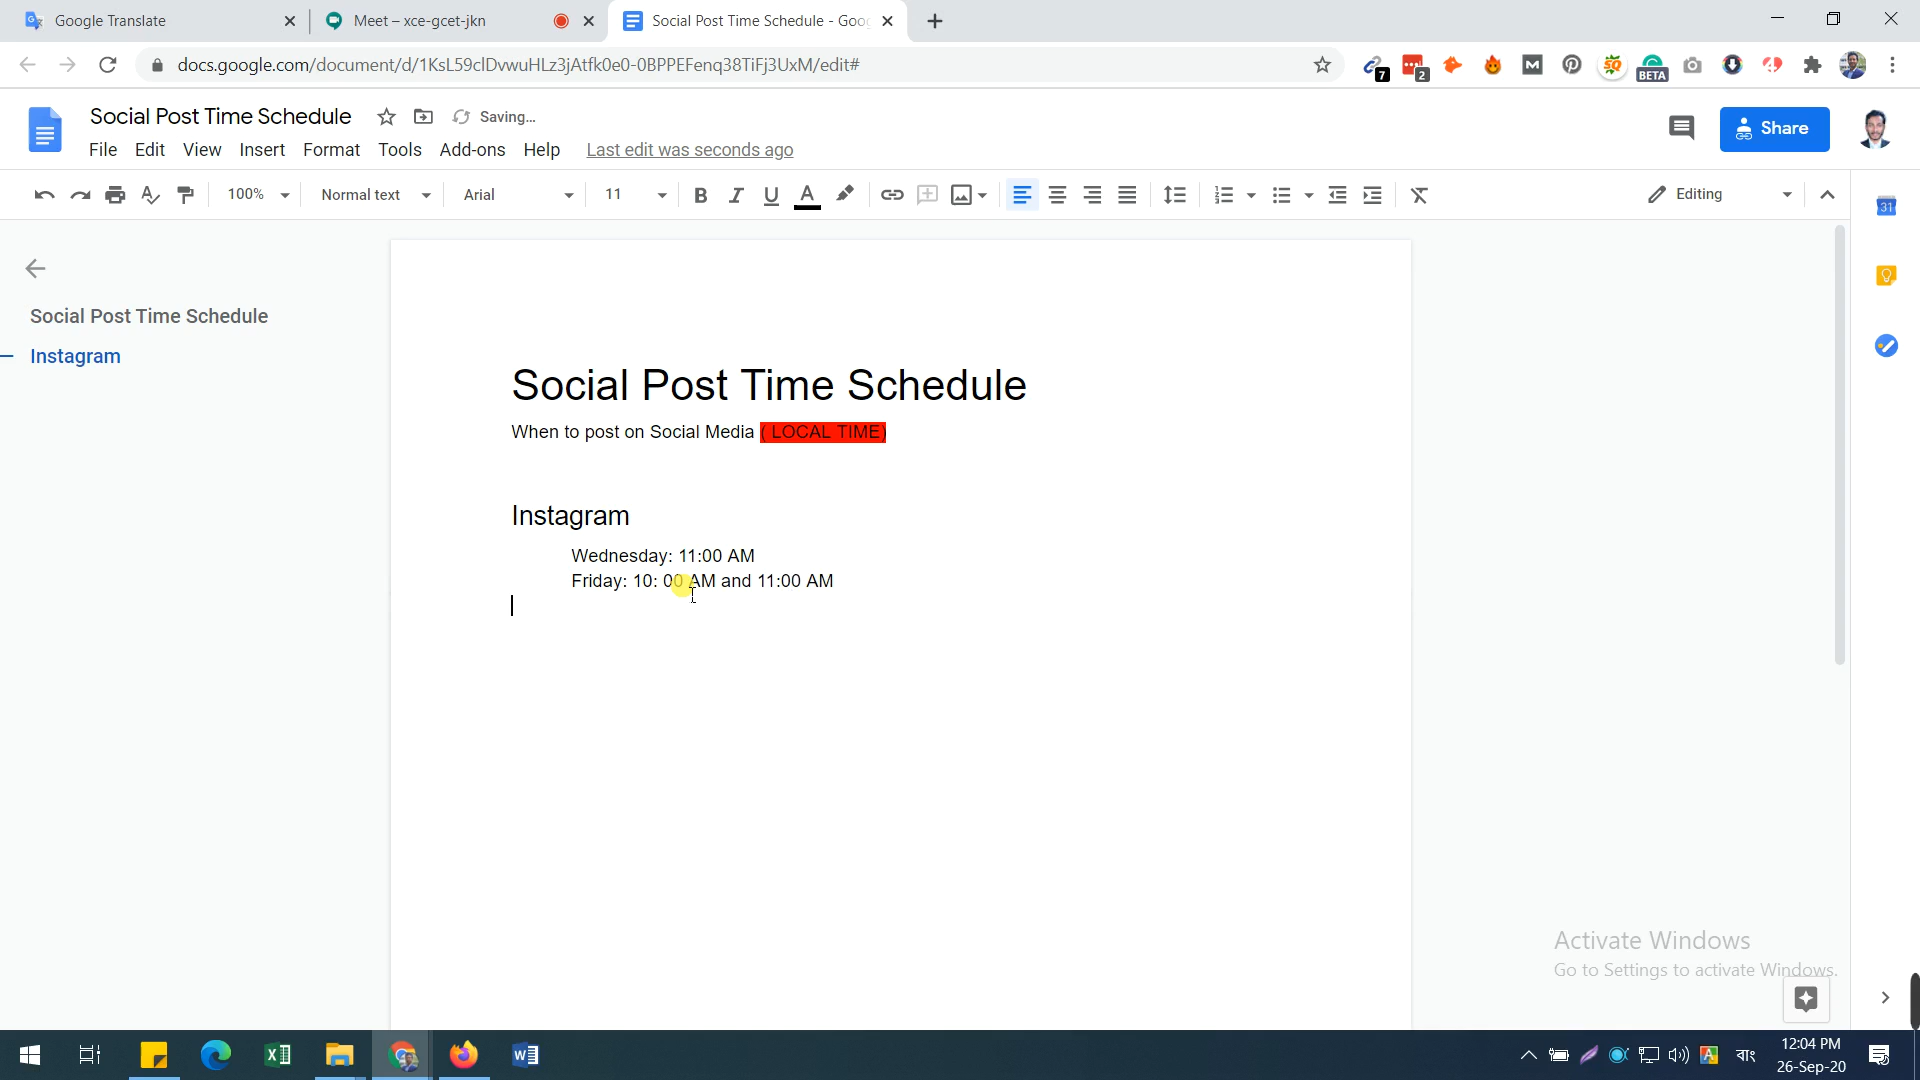 Google Translate
Meet – xce-gcet-jkn
Social Post Time Schedule - Goo
docs.google.com/document/d/1KsL59clDvwuHLz3jAtfk0e0-0BPPEFenq38TiFj3UxM/edit#
7
2
BETA
Social Post Time Schedule
Saving...
File Edit View Insert Format Tools Add-ons Help Last edit was seconds ago
Share
100% Normal text Arial 11 B I U A Editing
31
Social Post Time Schedule
Instagram
Social Post Time Schedule
When to post on Social Media ( LOCAL TIME)
Instagram
Wednesday: 11:00 AM
Friday: 10: 00 AM and 11:00 AM
Activate Windows
Go to Settings to activate Windows.
বাং
12:04 PM
26-Sep-20